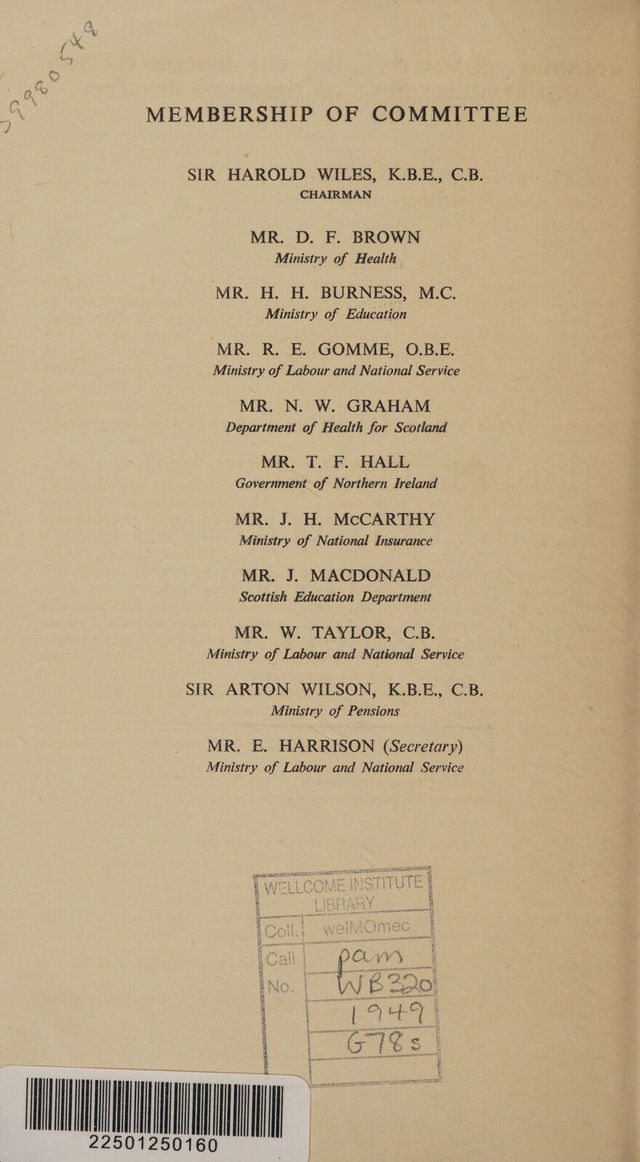 29980549
MEMBERSHIP OF COMMITTEE
SIR HAROLD WILES, K.B.E., C.B.
CHAIRMAN
MR. D. F. BROWN
Ministry of Health
MR. H. H. BURNESS, M.C.
Ministry of Education
MR. R. E. GOMME, O.B.E.
Ministry of Labour and National Service
MR. N. W. GRAHAM
Department of Health for Scotland
MR. T. F. HALL
Government of Northern Ireland
MR. J. H. McCARTHY
Ministry of National Insurance
MR. J. MACDONALD
Scottish Education Department
MR. W. TAYLOR, C.B.
Ministry of Labour and National Service
SIR ARTON WILSON, K.B.E., C.B.
Ministry of Pensions
MR. E. HARRISON (Secretary)
Ministry of Labour and National Service
WELLCOME INSTITUTE
LIBRARY
Coll. welMOmec
Call pam
No. WB320
1949
G78s
22501250160